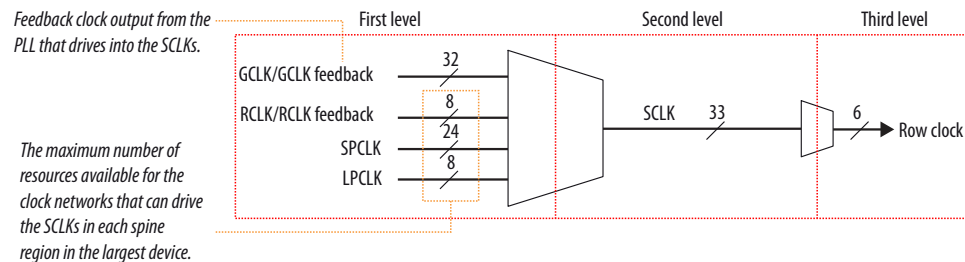 Feedback clock output from the
PLL that drives into the SCLKs.
First level
Second level
Third level
GCLK/GCLK feedback
32
RCLK/RCLK feedback
8
SPCLK
24
LPCLK
8
SCLK
33
6
Row clock
The maximum number of
resources available for the
clock networks that can drive
the SCLKs in each spine
region in the largest device.